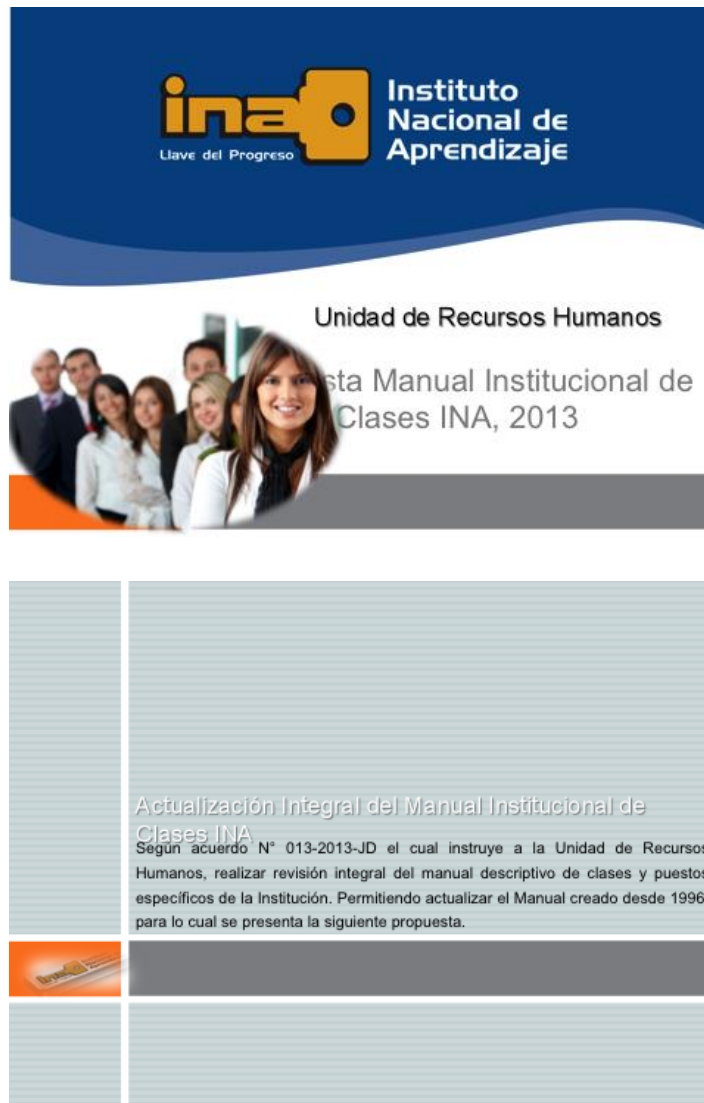 ina
Llave del Progreso
Instituto
Nacional de
Aprendizaje
Unidad de Recursos Humanos
sta Manual Institucional de
Clases INA, 2013
Actualización Integral del Manual Institucional de
Clases INA
Según acuerdo N° 013-2013-JD el cual instruye a la Unidad de Recursos
Humanos, realizar revisión integral del manual descriptivo de clases y puestos
específicos de la Institución. Permitiendo actualizar el Manual creado desde 1996
para lo cual se presenta la siguiente propuesta.